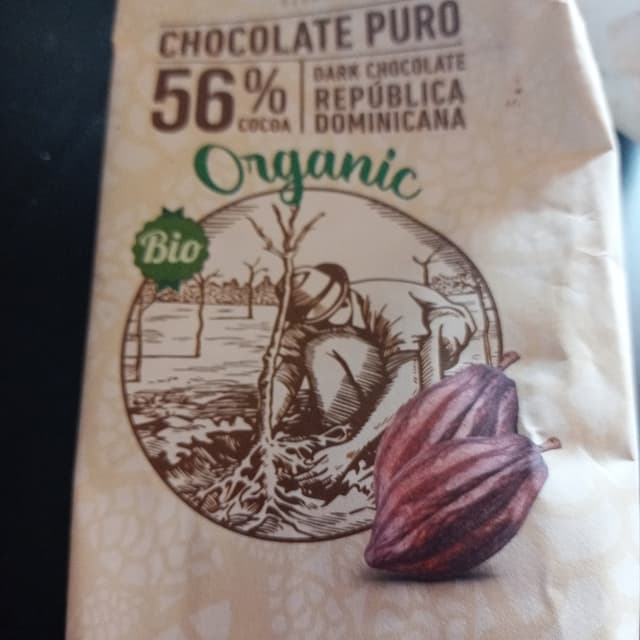 CHOCOLATE PURO
56%
COCOA
DARK CHOCOLATE
REPÚBLICA
DOMINICANA
Organic
Bio